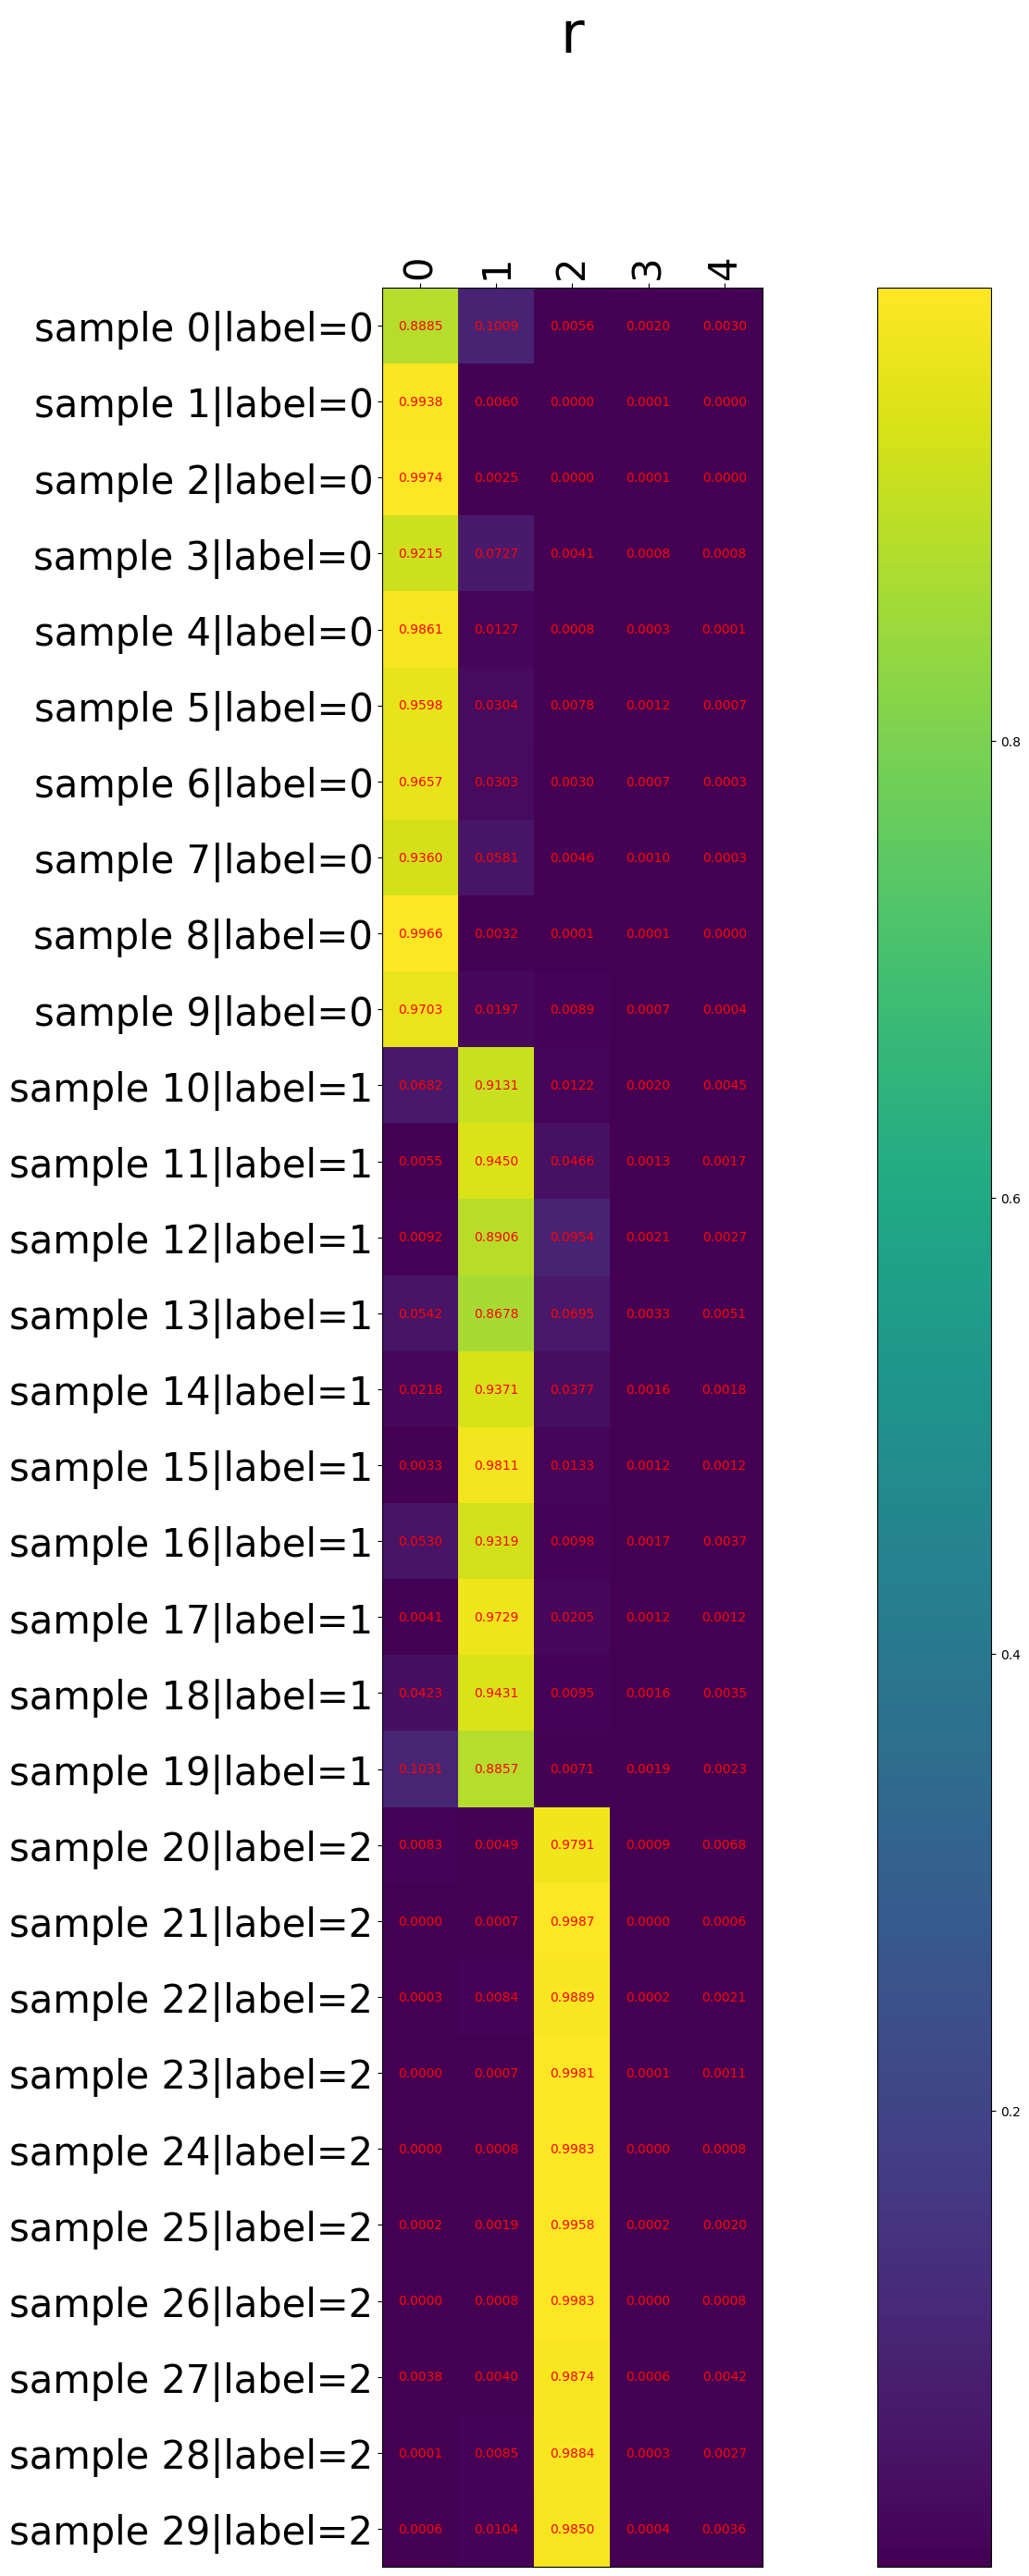 r
0 1 2 3 4
sample 0|label=0 0.8885 0.1009 0.0056 0.0020 0.0030
sample 1|label=0 0.9938 0.0060 0.0000 0.0001 0.0000
sample 2|label=0 0.9974 0.0025 0.0000 0.0001 0.0000
sample 3|label=0 0.9215 0.0727 0.0041 0.0008 0.0008
sample 4|label=0 0.9861 0.0127 0.0008 0.0003 0.0001
sample 5|label=0 0.9598 0.0304 0.0078 0.0012 0.0007
0.8
sample 6|label=0 0.9657 0.0303 0.0030 0.0007 0.0003
sample 7|label=0 0.9360 0.0581 0.0046 0.0010 0.0003
sample 8|label=0 0.9966 0.0032 0.0001 0.0001 0.0000
sample 9|label=0 0.9703 0.0197 0.0089 0.0007 0.0004
sample 10|label=1 0.0682 0.9131 0.0122 0.0020 0.0045
sample 11|label=1 0.0055 0.9450 0.0466 0.0013 0.0017
0.6
sample 12|label=1 0.0092 0.8906 0.0954 0.0021 0.0027
sample 13|label=1 0.0542 0.8678 0.0695 0.0033 0.0051
sample 14|label=1 0.0218 0.9371 0.0377 0.0016 0.0018
sample 15|label=1 0.0033 0.9811 0.0133 0.0012 0.0012
sample 16|label=1 0.0530 0.9319 0.0098 0.0017 0.0037
sample 17|label=1 0.0041 0.9729 0.0205 0.0012 0.0012
0.4
sample 18|label=1 0.0423 0.9431 0.0095 0.0016 0.0035
sample 19|label=1 0.1031 0.8857 0.0071 0.0019 0.0023
sample 20|label=2 0.0083 0.0049 0.9791 0.0009 0.0068
sample 21|label=2 0.0000 0.0007 0.9987 0.0000 0.0006
sample 22|label=2 0.0003 0.0084 0.9889 0.0002 0.0021
sample 23|label=2 0.0000 0.0007 0.9981 0.0001 0.0011
0.2
sample 24|label=2 0.0000 0.0008 0.9983 0.0000 0.0008
sample 25|label=2 0.0002 0.0019 0.9958 0.0002 0.0020
sample 26|label=2 0.0000 0.0008 0.9983 0.0000 0.0008
sample 27|label=2 0.0038 0.0040 0.9874 0.0006 0.0042
sample 28|label=2 0.0001 0.0085 0.9884 0.0003 0.0027
sample 29|label=2 0.0006 0.0104 0.9850 0.0004 0.0036